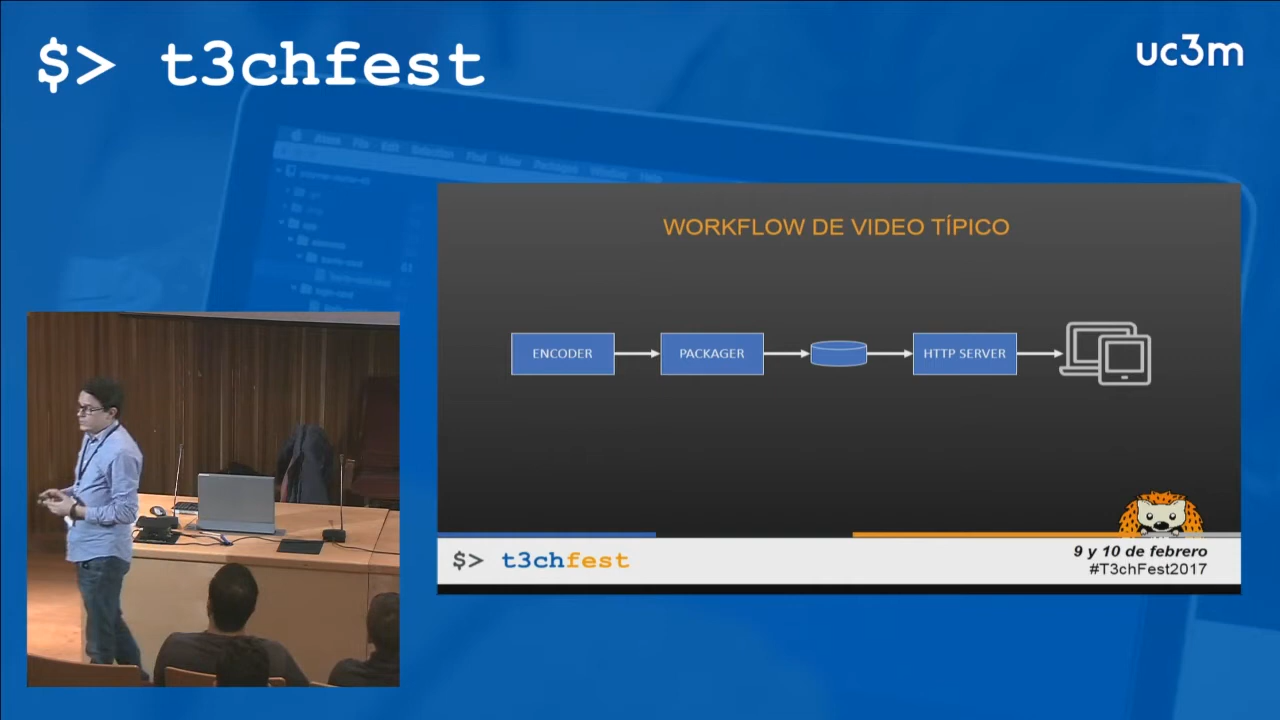 $> t3chfest
uc3m
WORKFLOW DE VIDEO TÍPICO
ENCODER
PACKAGER
HTTP SERVER
$> t3chfest
9 y 10 de febrero
#T3chFest2017